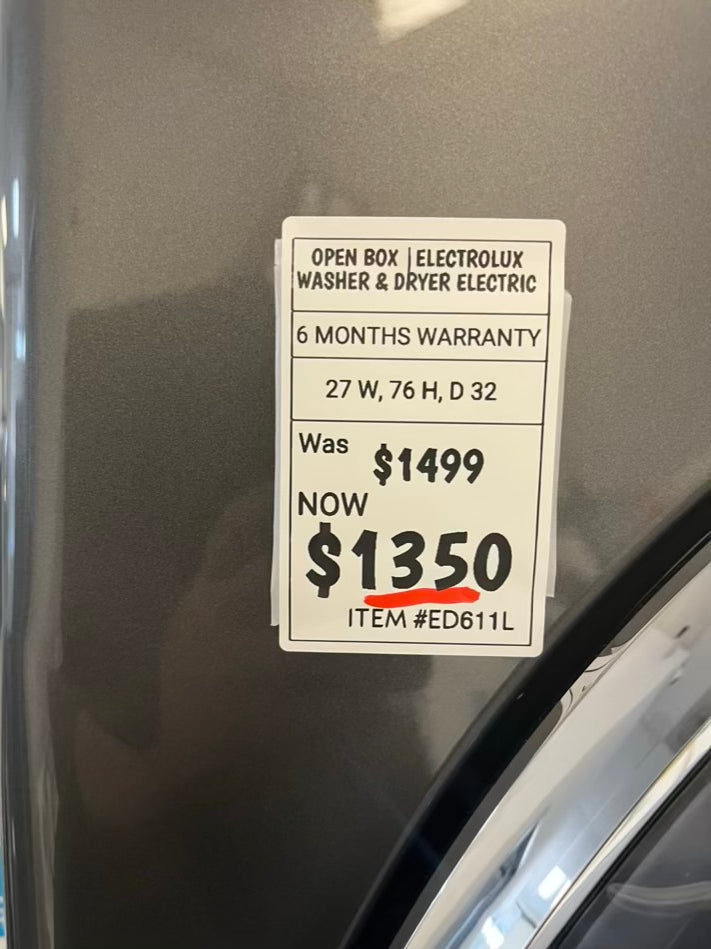 OPEN BOX | ELECTROLUX
WASHER & DRYER ELECTRIC
6 MONTHS WARRANTY
27 W, 76 H, D 32
Was $1499
NOW
$1350
ITEM #ED611L